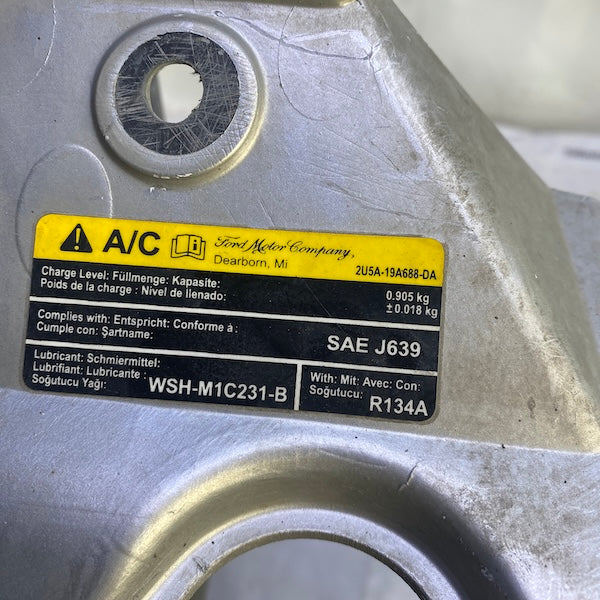 A/C Ford Motor Company,
Dearborn, Mi
2U5A-19A688-DA
Charge Level: Füllmenge: Kapasite:
Poids de la charge : Nivel de llenado:
0.905 kg
± 0.018 kg
Complies with: Entspricht: Conforme à :
Cumple con: Şartname:
SAE J639
Lubricant: Schmiermittel:
Lubrifiant: Lubricante :
Soğutucu Yağı:
WSH-M1C231-B
With: Mit: Avec: Con:
Soğutucu:
R134A